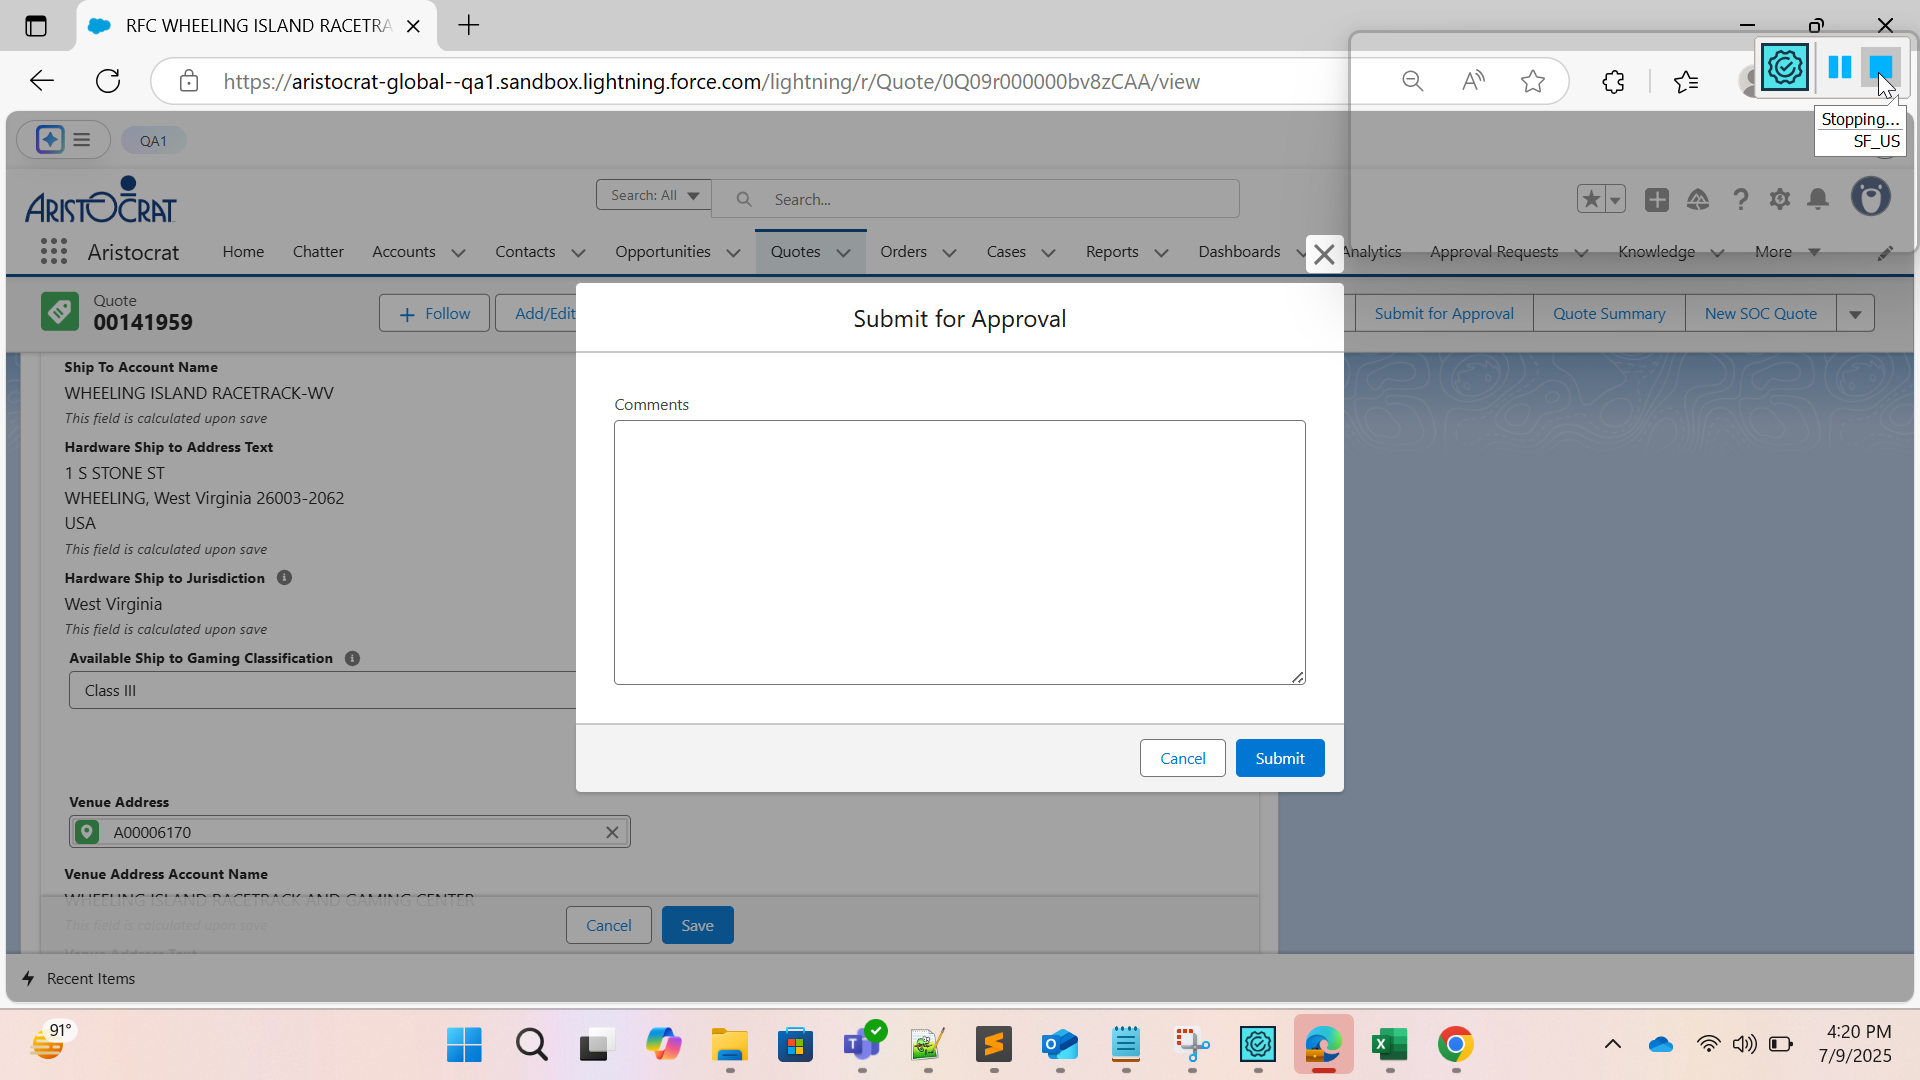 RFC WHEELING ISLAND RACETRA
https://aristocrat-global--qa1.sandbox.lightning.force.com/lightning/r/Quote/0Q09r000000bv8zCAA/view
Stopping...
SF_US
QA1
ARISTOCRAT
Search: All
Search...
Aristocrat
Home
Chatter
Accounts
Contacts
Opportunities
Quotes
Orders
Cases
Reports
Dashboards
Analytics
Approval Requests
Knowledge
More
Quote
00141959
Follow
Add/Edit
Submit for Approval
Quote Summary
New SOC Quote
Submit for Approval
Comments
Cancel
Submit
Ship To Account Name
WHEELING ISLAND RACETRACK-WV
This field is calculated upon save
Hardware Ship to Address Text
1 S STONE ST
WHEELING, West Virginia 26003-2062
USA
This field is calculated upon save
Hardware Ship to Jurisdiction
West Virginia
This field is calculated upon save
Available Ship to Gaming Classification
Class III
Venue Address
A00006170
Venue Address Account Name
WHEELING ISLAND RACETRACK AND GAMING CENTER
This field is calculated upon save
Venue Address Text
Cancel
Save
Recent Items
91°
4:20 PM
7/9/2025